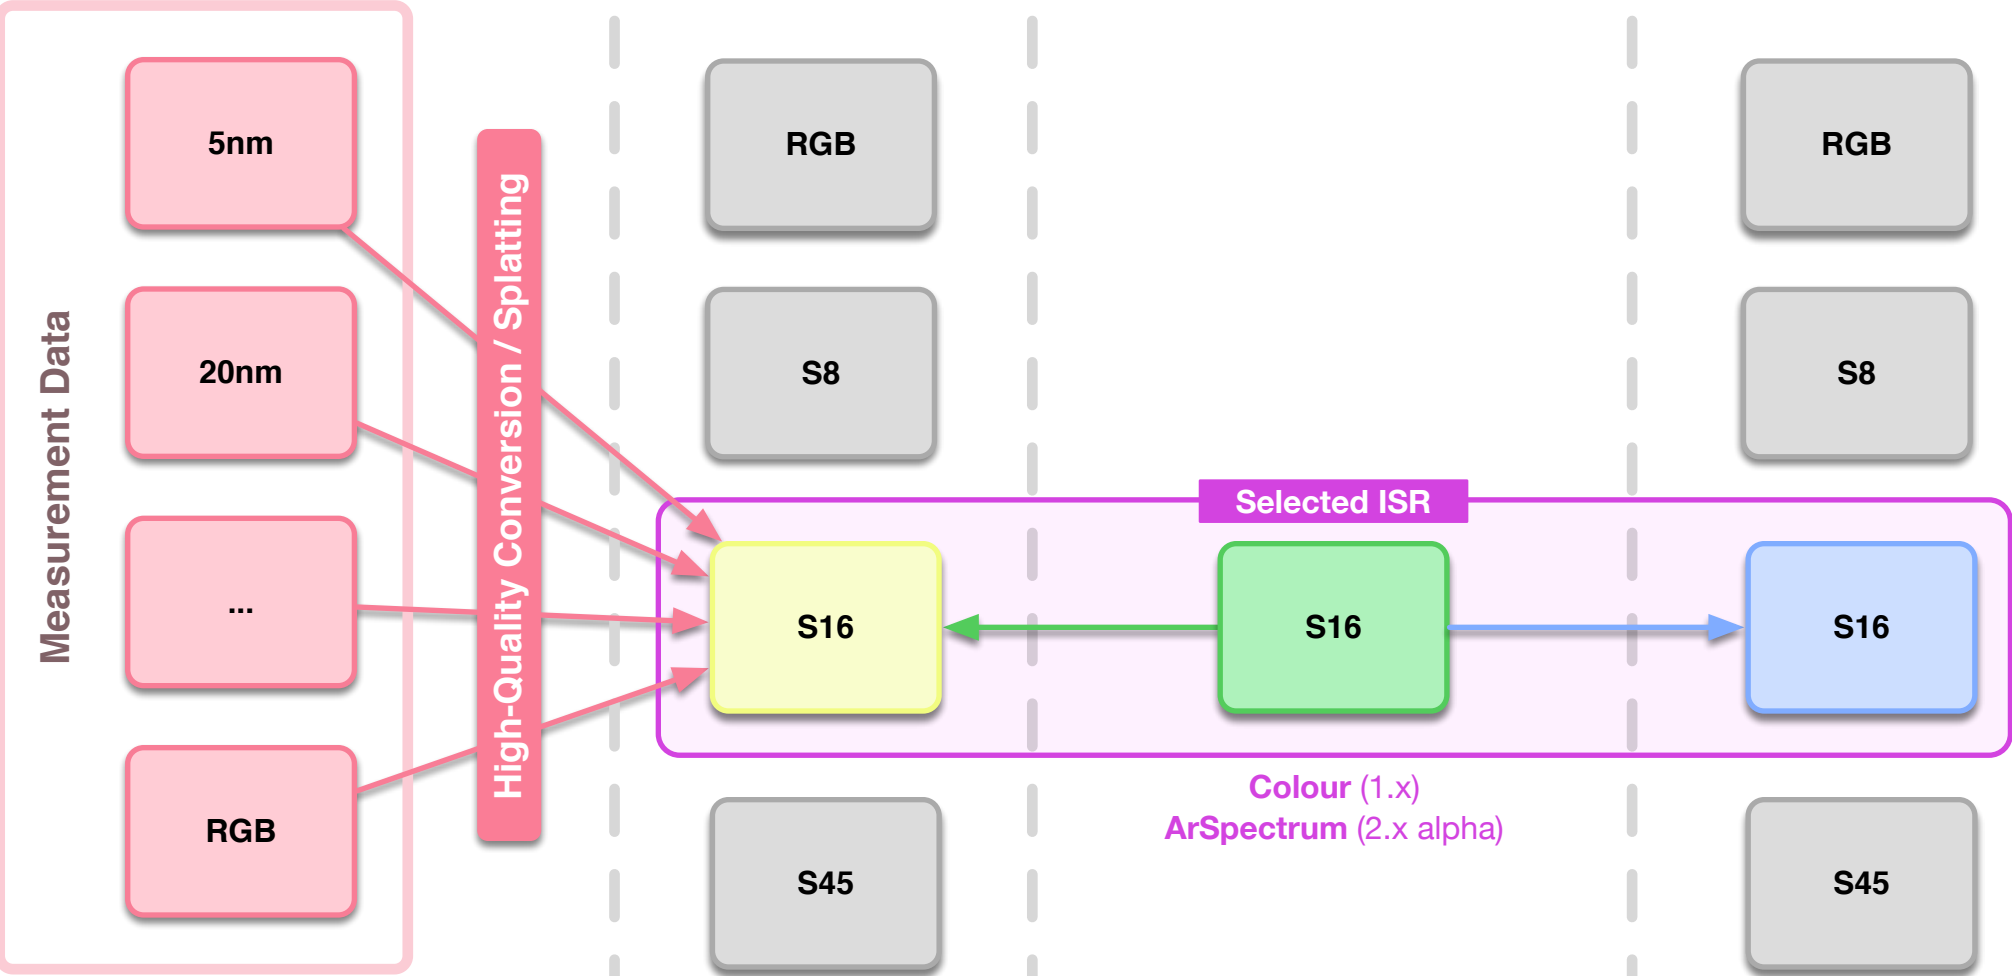 Measurement Data
5nm
20nm
...
RGB
High-Quality Conversion / Splatting
RGB
S8
S16
S45
Selected ISR
S16
Colour (1.x)
ArSpectrum (2.x alpha)
RGB
S8
S16
S45